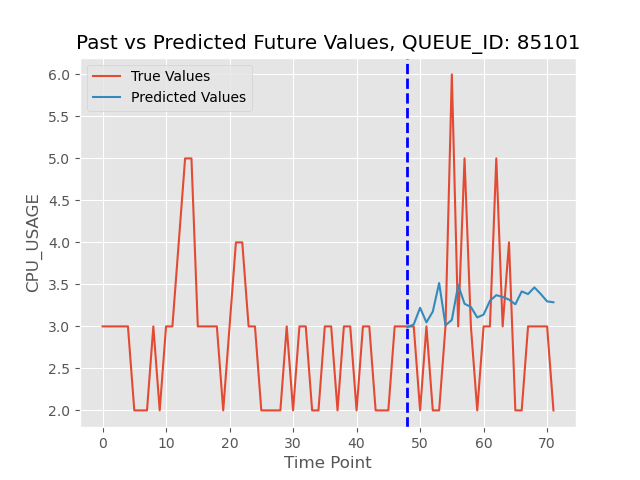 Past vs Predicted Future Values, QUEUE_ID: 85101
True Values
Predicted Values
6.0
5.5
5.0
4.5
4.0
3.5
3.0
2.5
2.0
CPU_USAGE
0 10 20 30 40 50 60 70
Time Point